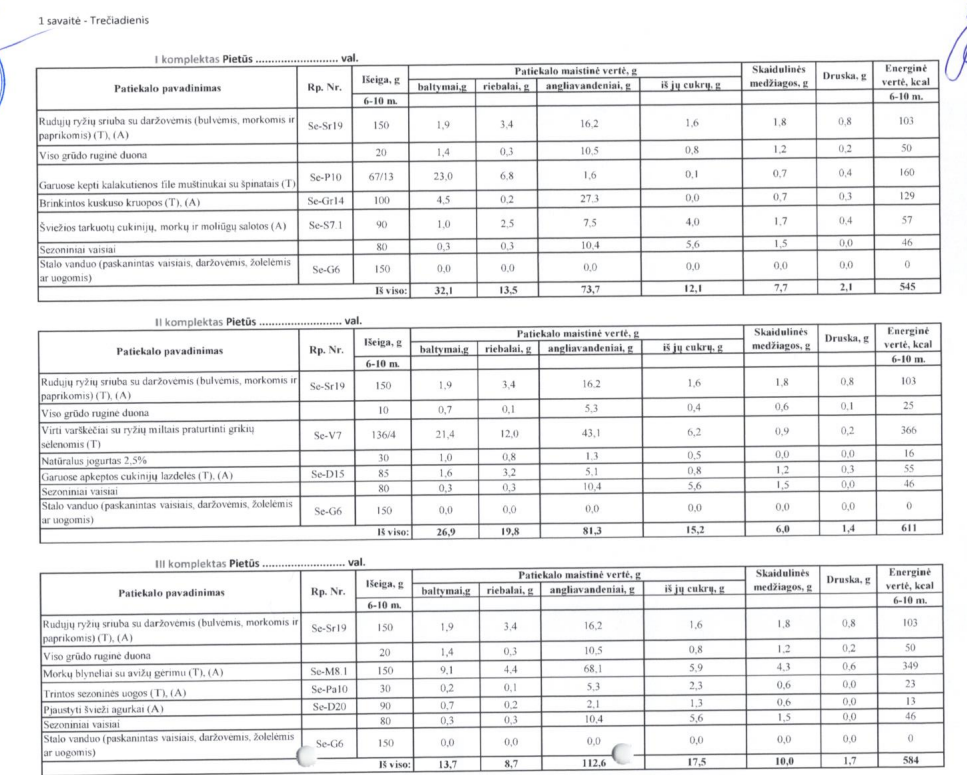 1 savaitė - Trečiadienis
I komplektas Pietūs .......................... val.
Patiekalo pavadinimas Rp. Nr. Išeiga, g Patiekalo maistinė vertė, g Skaidulinės medžiagos, g Druska, g Energinė vertė, kcal
baltymai,g riebalai, g angliavandeniai, g iš jų cukrų, g
6-10 m. 6-10 m.
Rudųjų ryžių sriuba su daržovėmis (bulvėmis, morkomis ir
paprikomis) (T), (A) Se-Sr19 150 1,9 3,4 16,2 1,6 1,8 0,8 103
Viso grūdo ruginė duona 20 1,4 0,3 10,5 0,8 1,2 0,2 50
Garuose kepti kalakutienos file muštinukai su špinatais (T) Se-P10 67/13 23,0 6,8 1,6 0,1 0,7 0,4 160
Brinkintos kuskuso kruopos (T), (A) Se-Gr14 100 4,5 0,2 27,3 0,0 0,7 0,3 129
Šviežios tarkuotų cukinijų, morkų ir moliūgų salotos (A) Se-S7.1 90 1,0 2,5 7,5 4,0 1,7 0,4 57
Sezoniniai vaisiai 80 0,3 0,3 10,4 5,6 1,5 0,0 46
Stalo vanduo (paskanintas vaisiais, daržovėmis, žolelėmis
ar uogomis) Se-G6 150 0,0 0,0 0,0 0,0 0,0 0,0 0
Iš viso: 32,1 13,5 73,7 12,1 7,7 2,1 545
II komplektas Pietūs .......................... val.
Patiekalo pavadinimas Rp. Nr. Išeiga, g Patiekalo maistinė vertė, g Skaidulinės medžiagos, g Druska, g Energinė vertė, kcal
baltymai,g riebalai, g angliavandeniai, g iš jų cukrų, g
6-10 m. 6-10 m.
Rudųjų ryžių sriuba su daržovėmis (bulvėmis, morkomis ir
paprikomis) (T), (A) Se-Sr19 150 1,9 3,4 16,2 1,6 1,8 0,8 103
Viso grūdo ruginė duona 10 0,7 0,1 5,3 0,4 0,6 0,1 25
Virti varškėčiai su ryžių miltais praturtinti grikių
sėlenomis (T) Se-V7 136/4 21,4 12,0 43,1 6,2 0,9 0,2 366
Natūralus jogurtas 2,5% 30 1,0 0,8 1,3 0,5 0,0 0,0 16
Garuose apkeptos cukinijų lazdelės (T), (A) Se-D15 85 1,6 3,2 5,1 0,8 1,2 0,3 55
Sezoniniai vaisiai 80 0,3 0,3 10,4 5,6 1,5 0,0 46
Stalo vanduo (paskanintas vaisiais, daržovėmis, žolelėmis
ar uogomis) Se-G6 150 0,0 0,0 0,0 0,0 0,0 0,0 0
Iš viso: 26,9 19,8 81,3 15,2 6,0 1,4 611
III komplektas Pietūs .......................... val.
Patiekalo pavadinimas Rp. Nr. Išeiga, g Patiekalo maistinė vertė, g Skaidulinės medžiagos, g Druska, g Energinė vertė, kcal
baltymai,g riebalai, g angliavandeniai, g iš jų cukrų, g
6-10 m. 6-10 m.
Rudųjų ryžių sriuba su daržovėmis (bulvėmis, morkomis ir
paprikomis) (T), (A) Se-Sr19 150 1,9 3,4 16,2 1,6 1,8 0,8 103
Viso grūdo ruginė duona 20 1,4 0,3 10,5 0,8 1,2 0,2 50
Morkų blyneliai su avižų gėrimu (T), (A) Se-M8.1 150 9,1 4,4 68,1 5,9 4,3 0,6 349
Trintos sezoninės uogos (T), (A) Se-Pa10 30 0,2 0,1 5,3 2,3 0,6 0,0 23
Pjaustyti švieži agurkai (A) Se-D20 90 0,7 0,2 2,1 1,3 0,6 0,0 13
Sezoniniai vaisiai 80 0,3 0,3 10,4 5,6 1,5 0,0 46
Stalo vanduo (paskanintas vaisiais, daržovėmis, žolelėmis
ar uogomis) Se-G6 150 0,0 0,0 0,0 0,0 0,0 0,0 0
Iš viso: 13,7 8,7 112,6 17,5 10,0 1,7 584